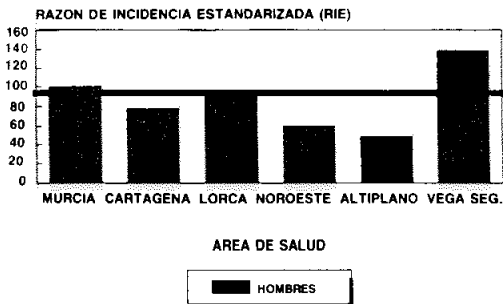 RAZON DE INCIDENCIA ESTANDARIZADA (RIE)
160
140
120
100
80
60
40
20
0
MURCIA CARTAGENA LORCA NOROESTE ALTIPLANO VEGA SEG.
AREA DE SALUD
HOMBRES